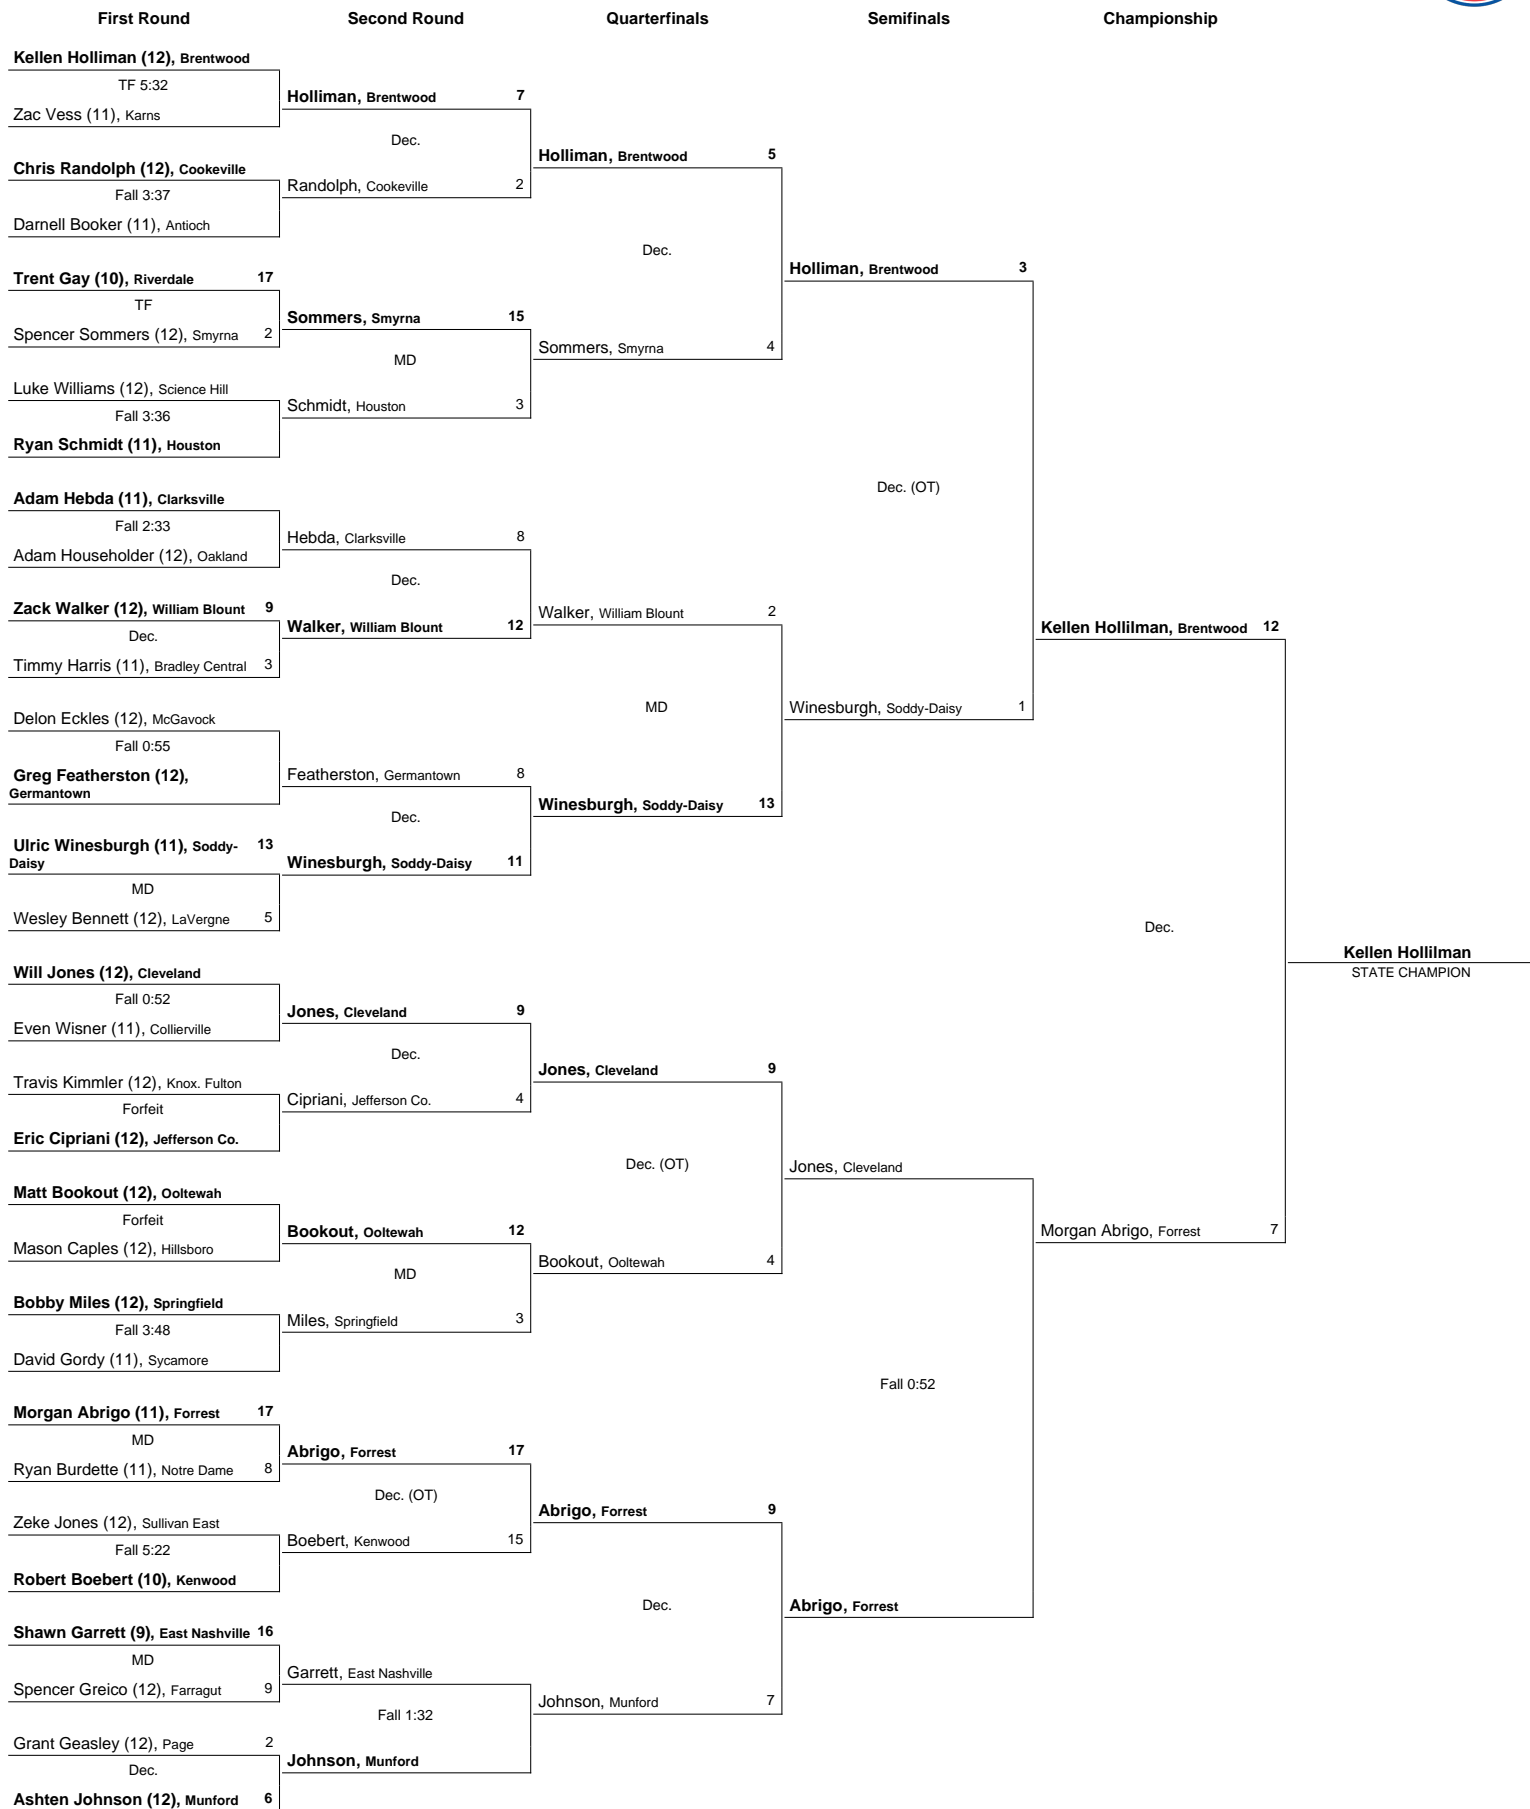 First Round
Second Round
Quarterfinals
Semifinals
Championship
Kellen Holliman (12), Brentwood
TF 5:32
Zac Vess (11), Karns
Chris Randolph (12), Cookeville
Fall 3:37
Darnell Booker (11), Antioch
Trent Gay (10), Riverdale 17
TF
Spencer Sommers (12), Smyrna 2
Luke Williams (12), Science Hill
Fall 3:36
Ryan Schmidt (11), Houston
Adam Hebda (11), Clarksville
Fall 2:33
Adam Householder (12), Oakland
Zack Walker (12), William Blount 9
Dec.
Timmy Harris (11), Bradley Central 3
Delon Eckles (12), McGavock
Fall 0:55
Greg Featherston (12),
Germantown
Ulric Winesburgh (11), Soddy- 13
Daisy
MD
Wesley Bennett (12), LaVergne 5
Will Jones (12), Cleveland
Fall 0:52
Even Wisner (11), Collierville
Travis Kimmler (12), Knox. Fulton
Forfeit
Eric Cipriani (12), Jefferson Co.
Matt Bookout (12), Ooltewah
Forfeit
Mason Caples (12), Hillsboro
Bobby Miles (12), Springfield
Fall 3:48
David Gordy (11), Sycamore
Morgan Abrigo (11), Forrest 17
MD
Ryan Burdette (11), Notre Dame 8
Zeke Jones (12), Sullivan East
Fall 5:22
Robert Boebert (10), Kenwood
Shawn Garrett (9), East Nashville 16
MD
Spencer Greico (12), Farragut 9
Grant Geasley (12), Page 2
Dec.
Ashten Johnson (12), Munford 6
Holliman, Brentwood 7
Dec.
Randolph, Cookeville 2
Sommers, Smyrna 15
MD
Schmidt, Houston 3
Hebda, Clarksville 8
Dec.
Walker, William Blount 12
Featherston, Germantown 8
Dec.
Winesburgh, Soddy-Daisy 11
Jones, Cleveland 9
Dec.
Cipriani, Jefferson Co. 4
Bookout, Ooltewah 12
MD
Miles, Springfield 3
Abrigo, Forrest 17
Dec. (OT)
Boebert, Kenwood 15
Garrett, East Nashville
Fall 1:32
Johnson, Munford
Holliman, Brentwood 5
Dec.
Sommers, Smyrna 4
Walker, William Blount 2
MD
Winesburgh, Soddy-Daisy 13
Jones, Cleveland 9
Dec. (OT)
Bookout, Ooltewah 4
Abrigo, Forrest 9
Dec.
Johnson, Munford 7
Holliman, Brentwood 3
Dec. (OT)
Winesburgh, Soddy-Daisy 1
Jones, Cleveland
Fall 0:52
Abrigo, Forrest
Kellen Hollilman, Brentwood 12
Dec.
Morgan Abrigo, Forrest 7
Kellen Hollilman
STATE CHAMPION